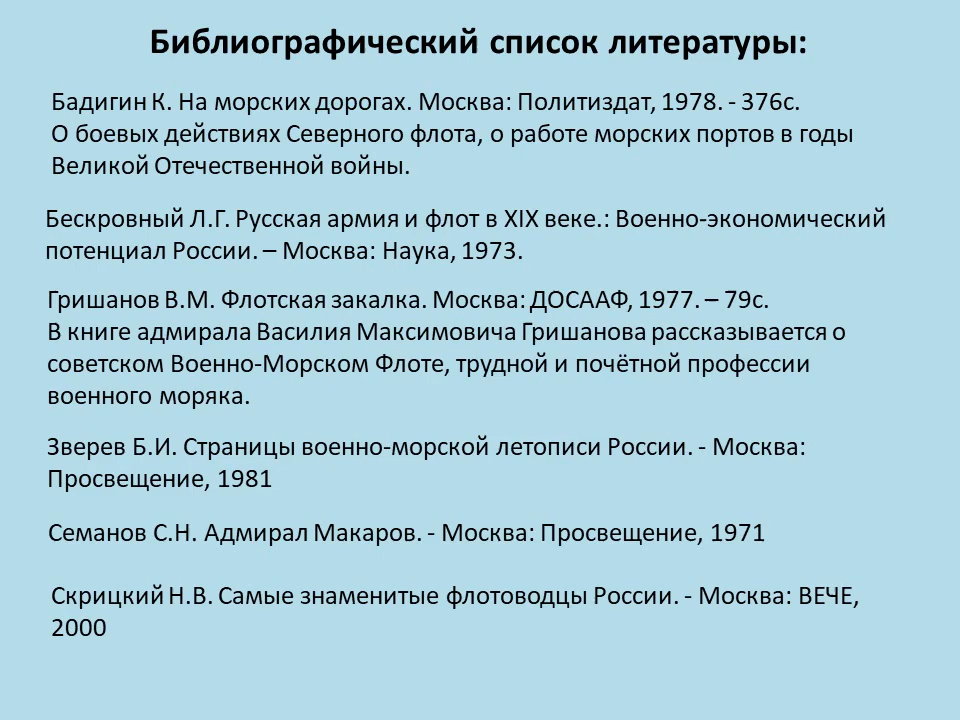 Библиографический список литературы:
Бадигин К. На морских дорогах. Москва: Политиздат, 1978. - 376с.
О боевых действиях Северного флота, о работе морских портов в годы
Великой Отечественной войны.
Бескровный Л.Г. Русская армия и флот в XIX веке.: Военно-экономический
потенциал России. – Москва: Наука, 1973.
Гришанов В.М. Флотская закалка. Москва: ДОСААФ, 1977. – 79с.
В книге адмирала Василия Максимовича Гришанова рассказывается о
советском Военно-Морском Флоте, трудной и почётной профессии
военного моряка.
Зверев Б.И. Страницы военно-морской летописи России. - Москва:
Просвещение, 1981
Семанов С.Н. Адмирал Макаров. - Москва: Просвещение, 1971
Скрицкий Н.В. Самые знаменитые флотоводцы России. - Москва: ВЕЧЕ,
2000